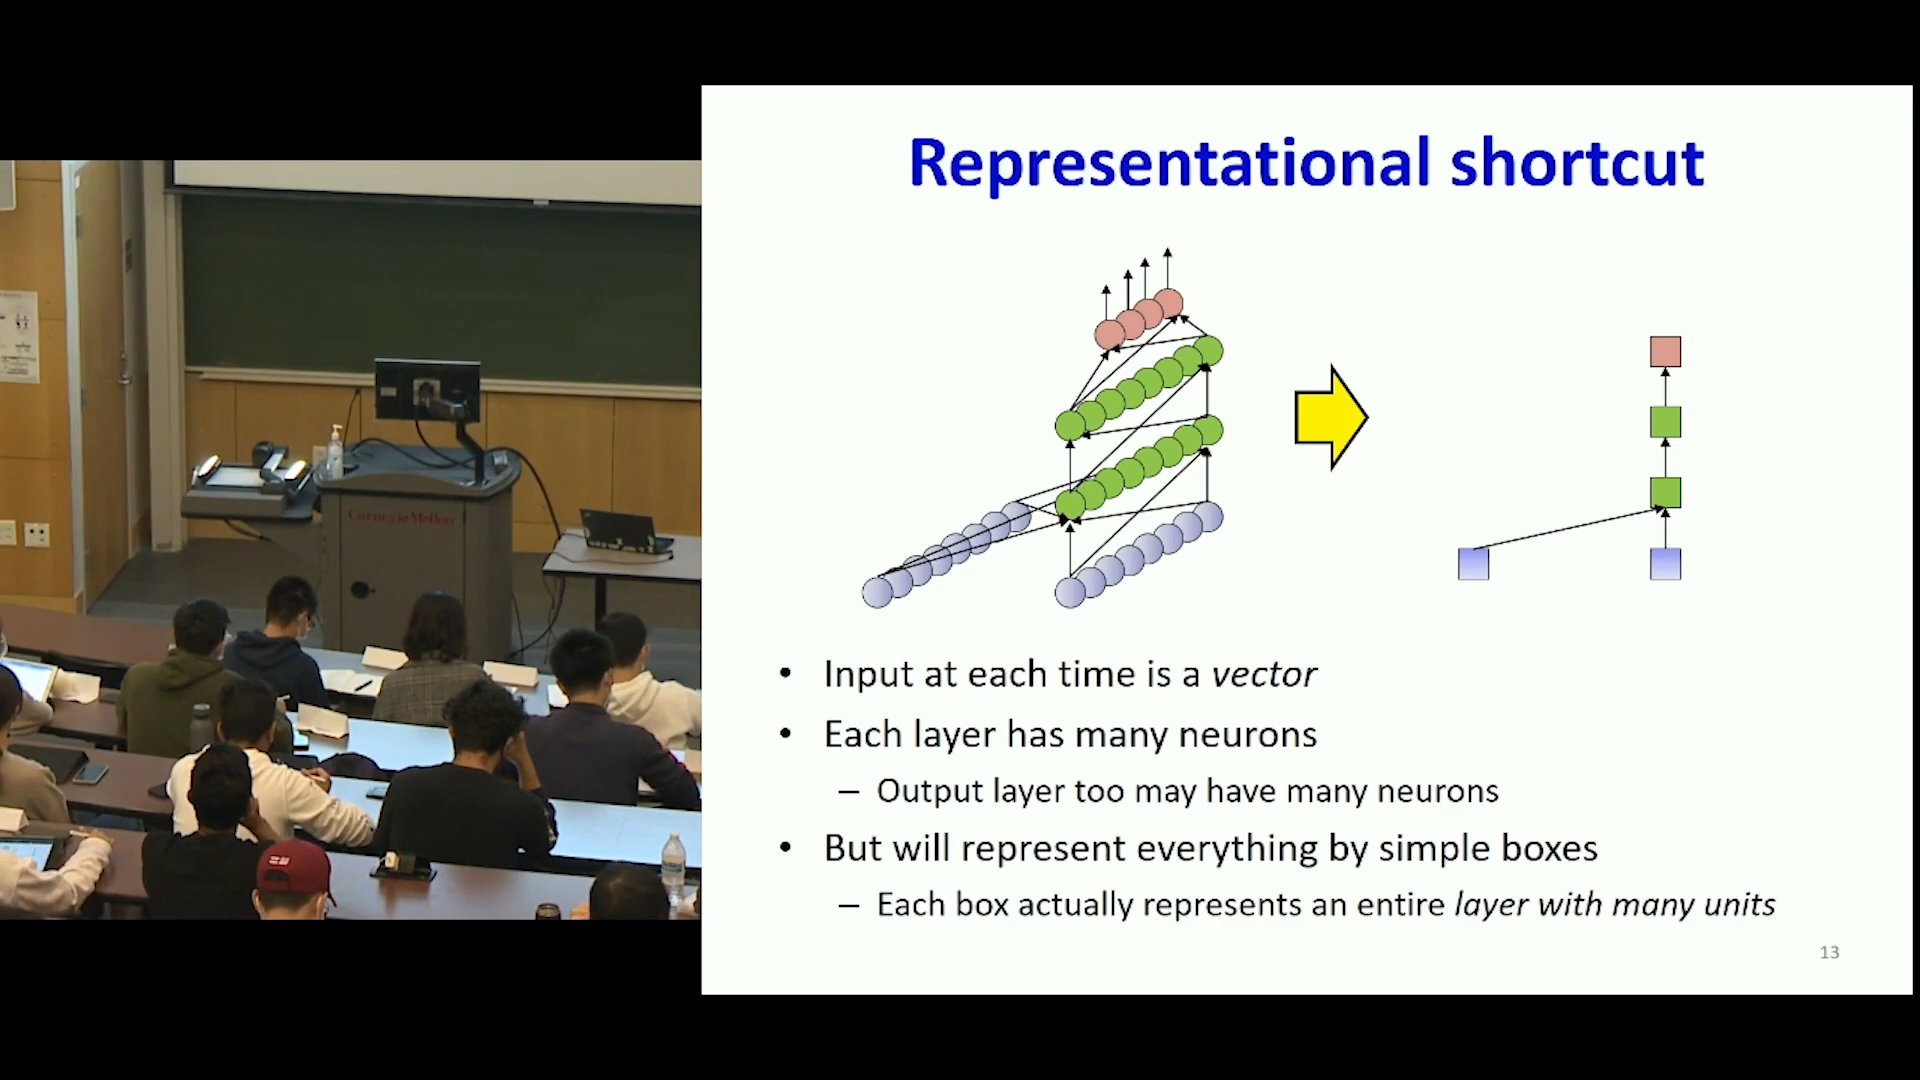 Representational shortcut
• Input at each time is a vector
• Each layer has many neurons
– Output layer too may have many neurons
• But will represent everything by simple boxes
– Each box actually represents an entire layer with many units
13
Carnegie Mellon